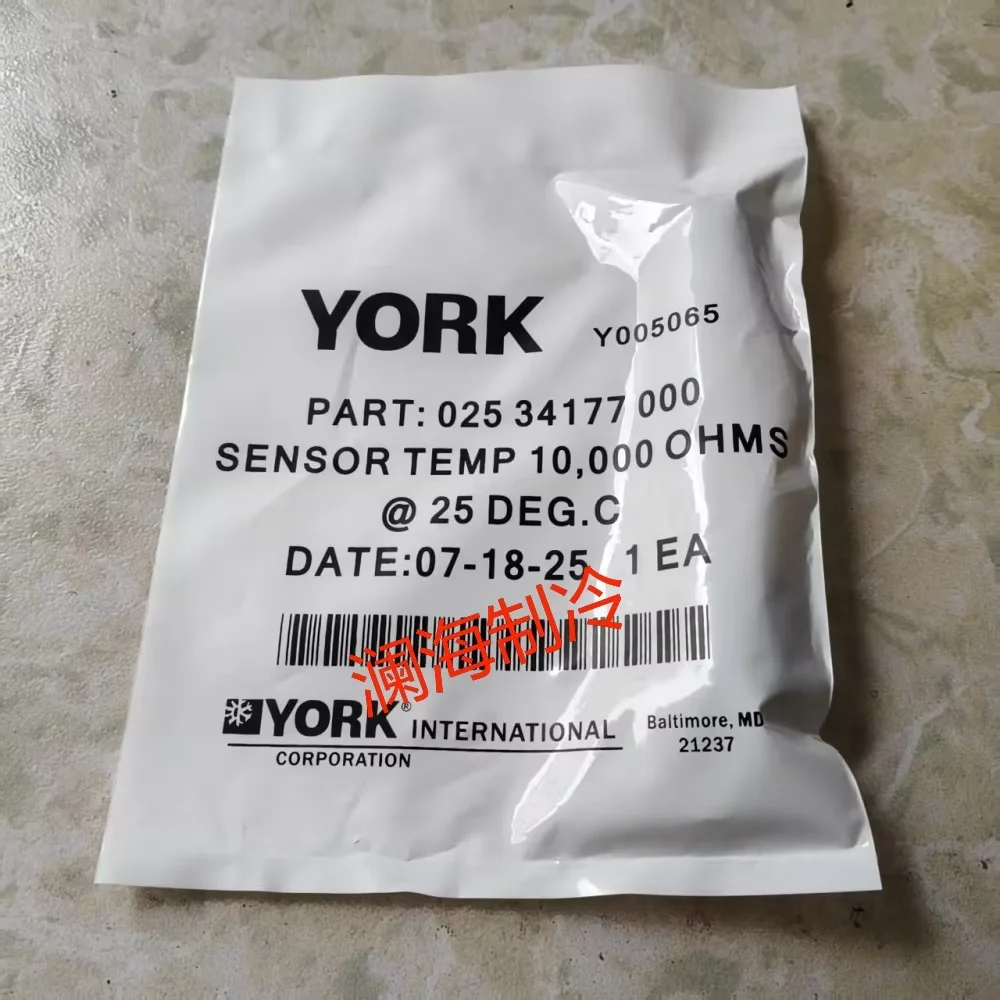 YORK Y005065
PART: 025 34177 000
SENSOR TEMP 10,000 OHMS
@ 25 DEG.C
DATE:07-18-25 1 EA
澜海制冷
YORK® INTERNATIONAL
CORPORATION
Baltimore, MD
21237